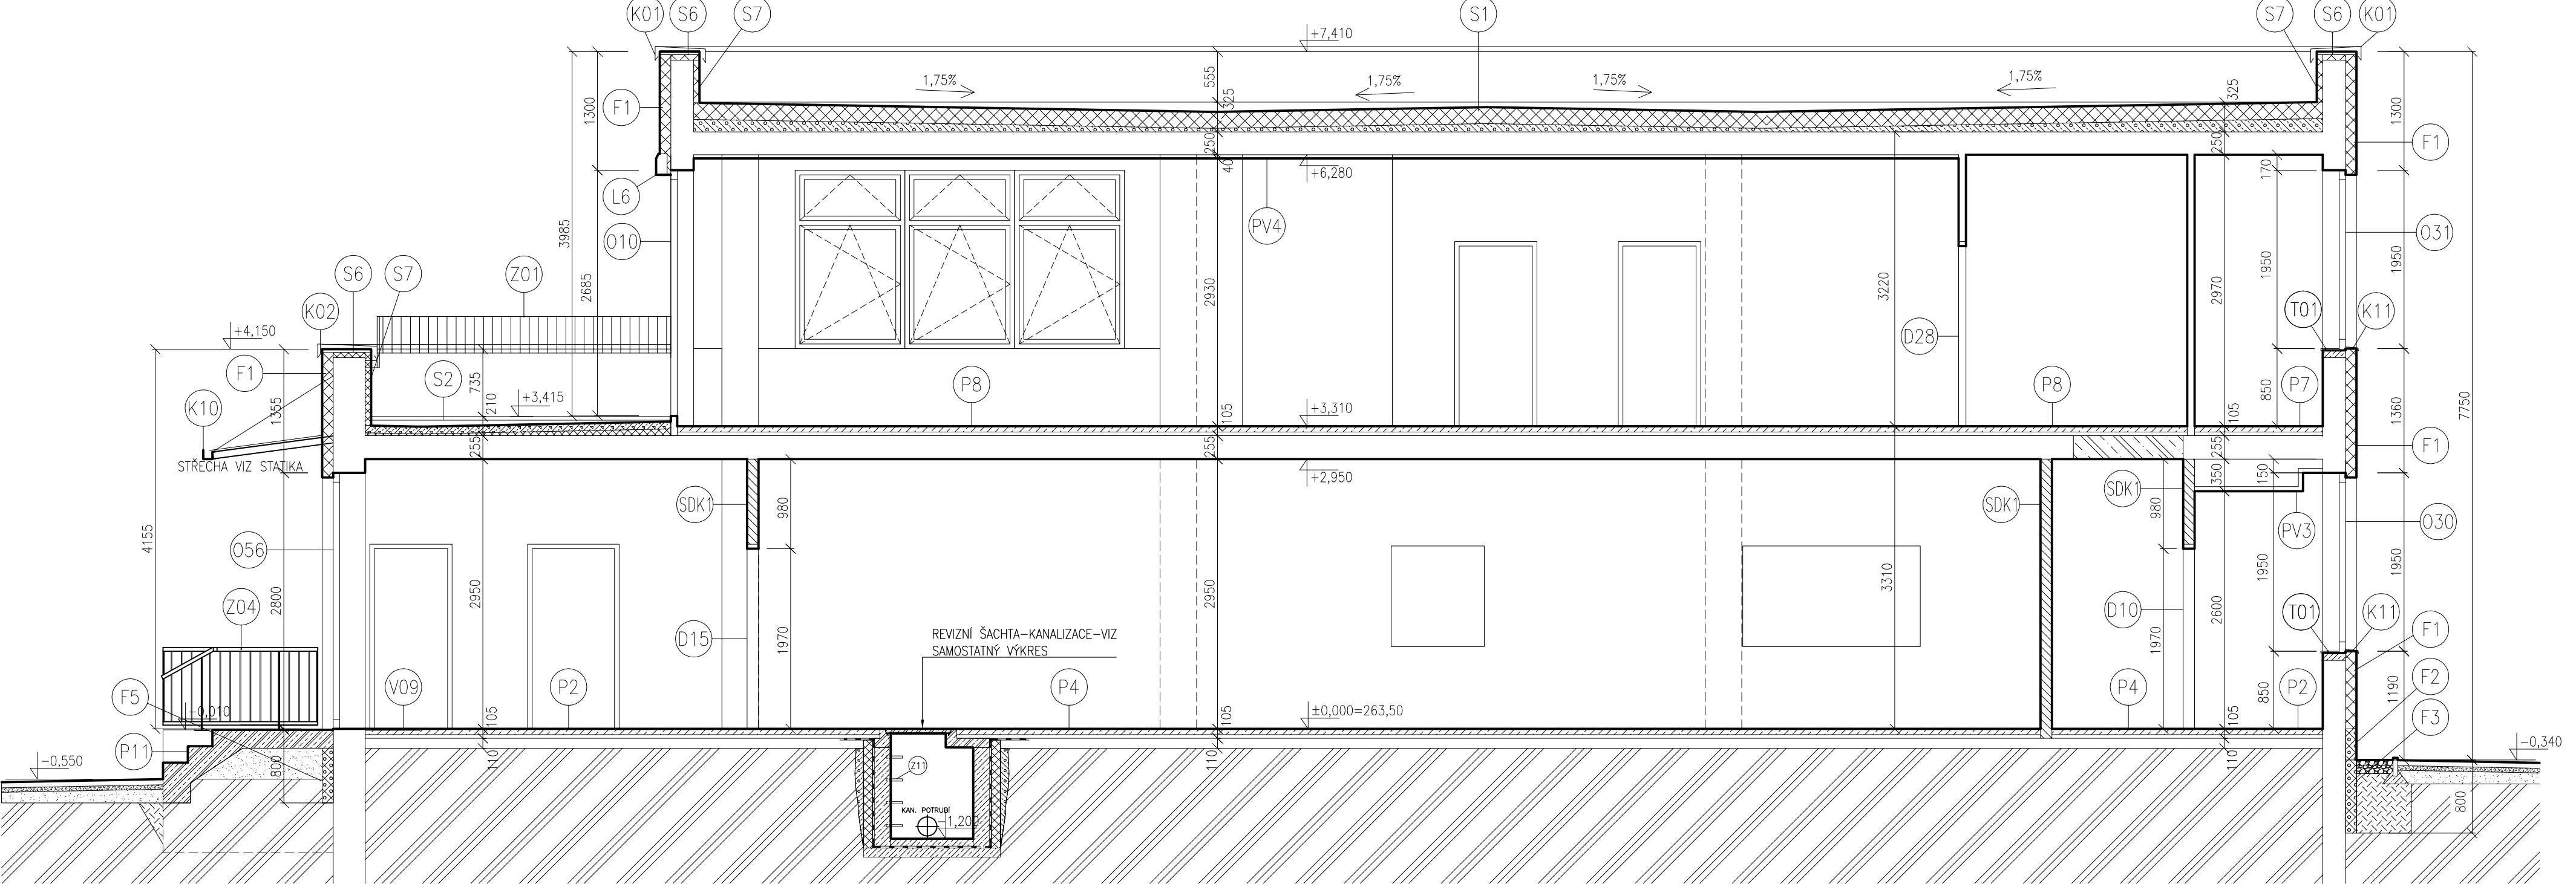 K01
S6
S7
S1
S7
S6
K01
+7,410
1,75%
1,75%
1,75%
1,75%
555
325
325
1300
F1
1300
250
250
F1
40
+6,280
170
L6
PV4
3985
O10
O31
2685
1950
1950
2930
3220
2970
S6
S7
Z01
K02
T01
K11
+4,150
D28
F1
S2
735
P8
P8
P7
850
K10
1355
210
+3,415
105
+3,310
105
1360
7750
STŘECHA VIZ STATIKA
255
255
255
F1
+2,950
350
150
SDK1
980
SDK1
SDK1
980
PV3
O30
4155
O56
2950
2950
3310
1950
1950
Z04
2800
2600
D10
T01
K11
D15
1970
REVIZNÍ ŠACHTA-KANALIZACE-VIZ
SAMOSTATNÝ VÝKRES
1970
F1
F5
V09
P2
P4
P4
P2
850
F2
1190
-0,010
105
105
±0,000=263,50
105
F3
P11
-0,550
800
110
110
110
-0,340
Z11
KAN. POTRUBÍ
-1,200
800